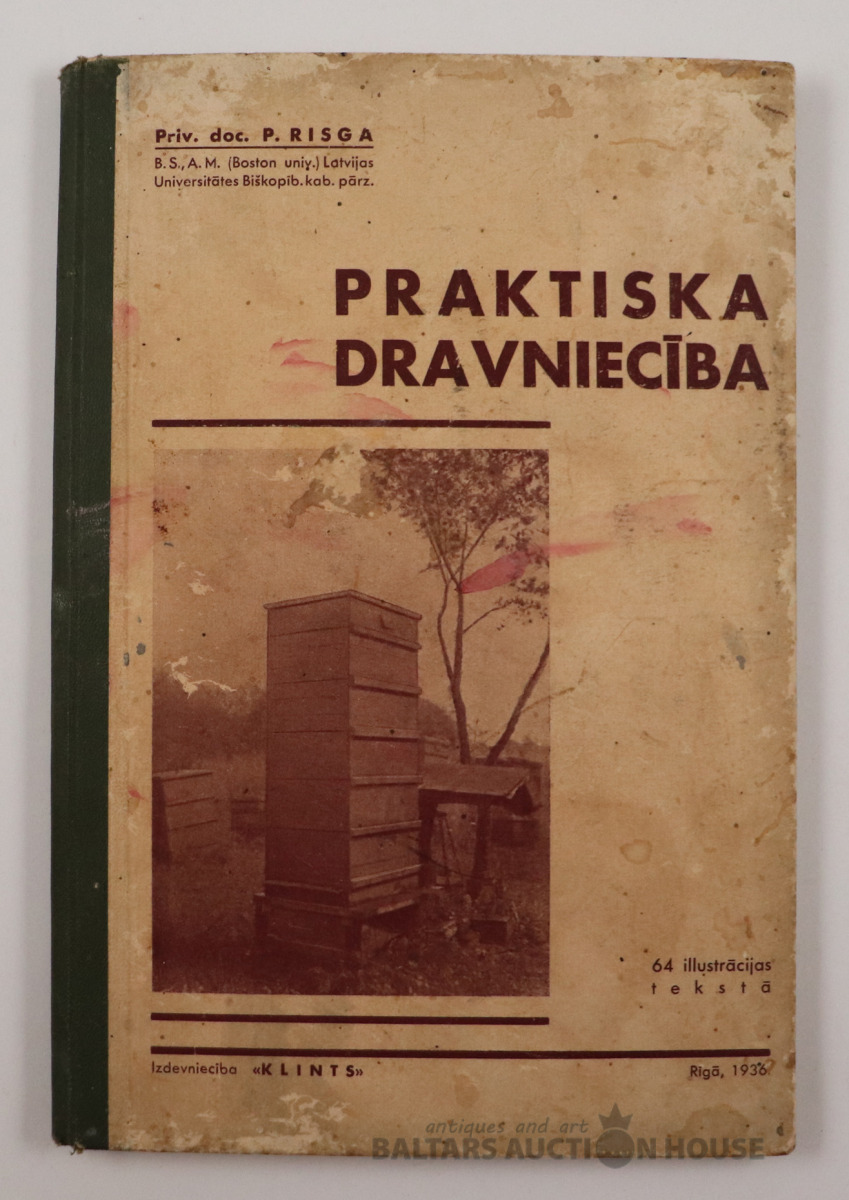 Priv. doc. P. RISGA
B. S., A. M. (Boston univ.) Latvijas
Universitātes Biškopīb. kab. pārz.
PRAKTISKA
DRAVNIECĪBA
64 illustrācijas
tekstā
Izdevniecība «KLINTS»
Rīgā, 1936
antiques and art
BALTARS AUCTION HOUSE